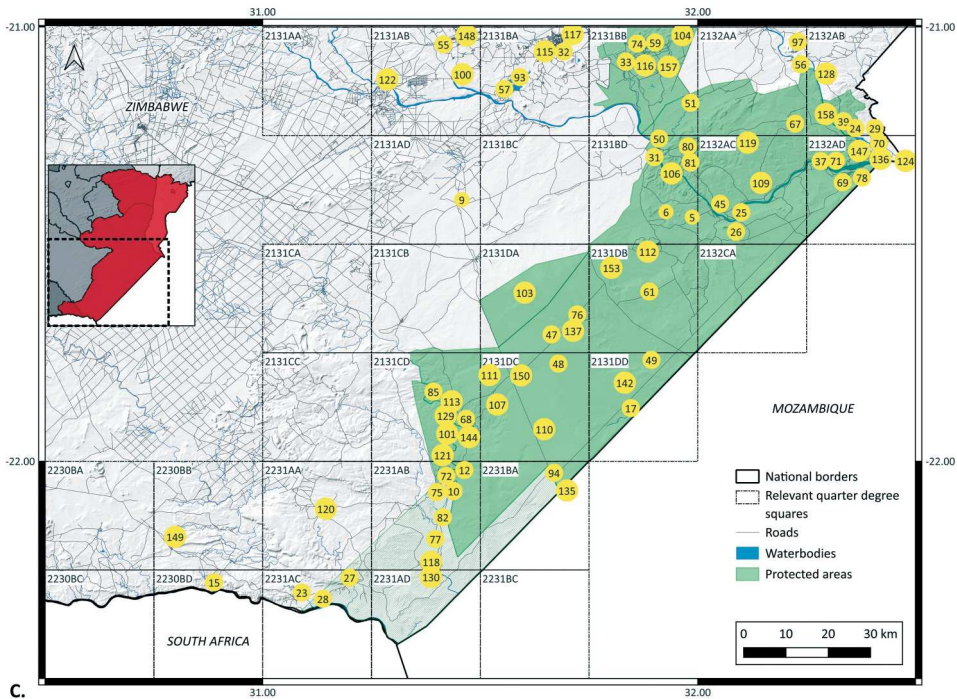 31.00 32.00
-21.00 -21.00
2131AA 2131AB 2131BA 2131BB 2132AA 2132AB
148 117 104 97
55 115 32 74 59
33 116 157 56 128
122 100 93
57 51
158
67 39 24 29
ZIMBABWE
2131AD 2131BC 2131BD 2132AC 2132AD
50 80 119 147 70
31 81 37 71 136 124
106 109 69 78
9 6 5 45 25
26
2131CA 2131CB 2131DA 2131DB 2132CA
112
153
103 61
76
47 137
2131CC 2131CD 2131DC 2131DD
48 49
111 150 142
85
113 107 17
129 68
101 144 110
121
MOZAMBIQUE
-22.00 -22.00
2230BA 2230BB 2231AA 2231AB 2231BA
72 12 94
75 10 135
120 82
149 77
118
2230BC 2230BD 2231AC 2231AD 2231BC
15 27 130
23 28
SOUTH AFRICA
National borders
Relevant quarter degree
squares
Roads
Waterbodies
Protected areas
0 10 20 30 km
31.00 32.00
C.